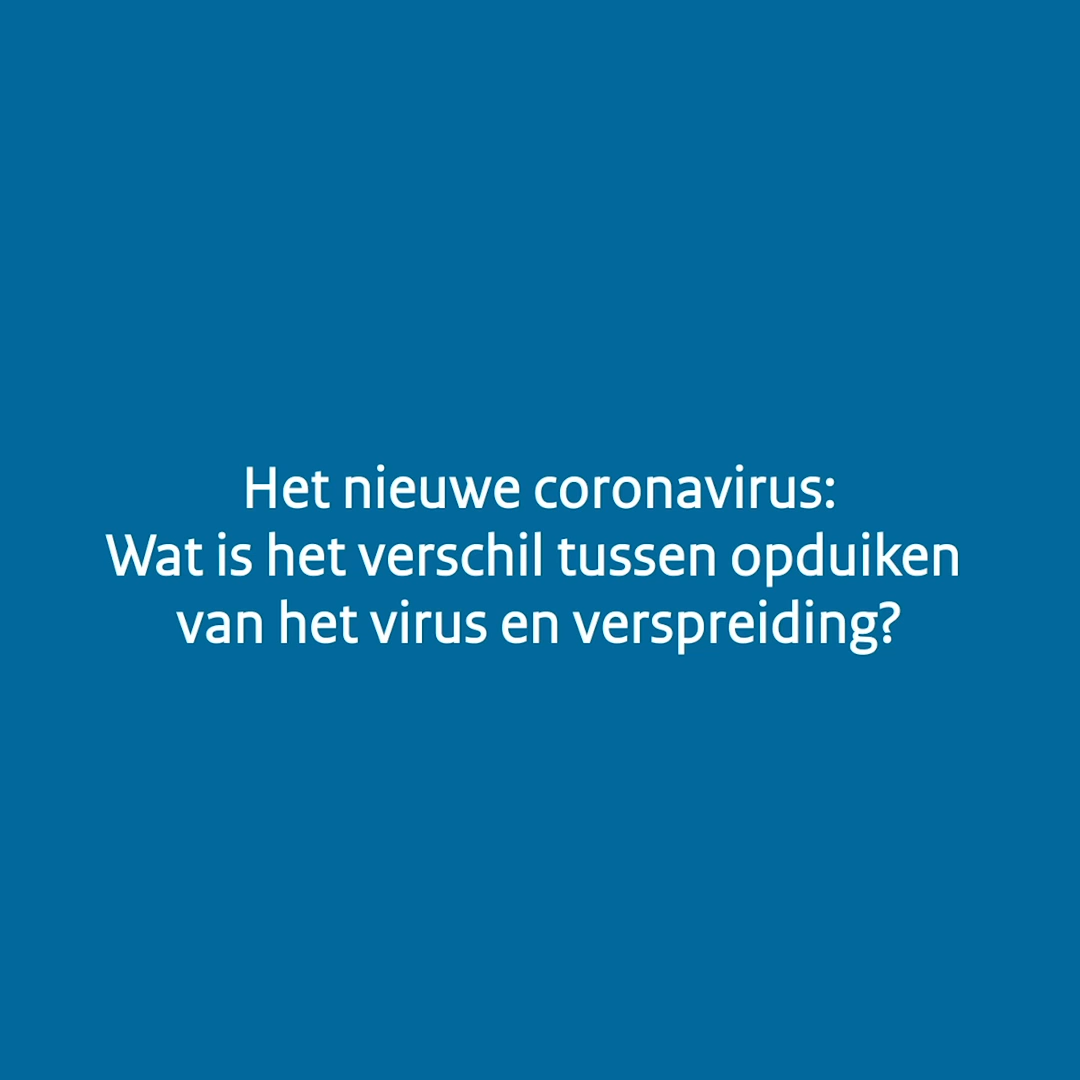 Het nieuwe coronavirus:
Wat is het verschil tussen opduiken
van het virus en verspreiding?